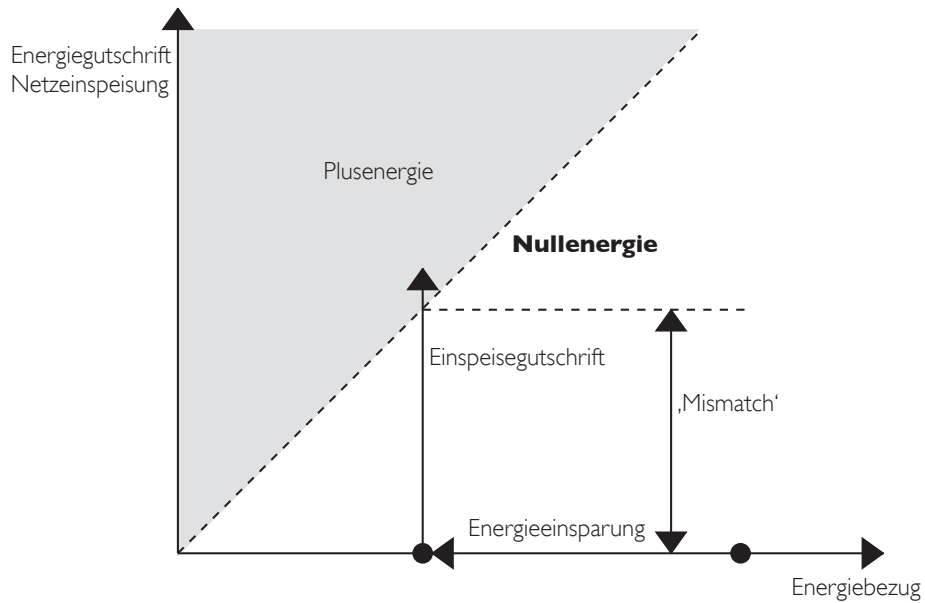 Energiegutschrift
Netzeinspeisung
Plusenergie
Nullenergie
Einspeisegutschrift
‚Mismatch‘
Energieeinsparung
Energiebezug